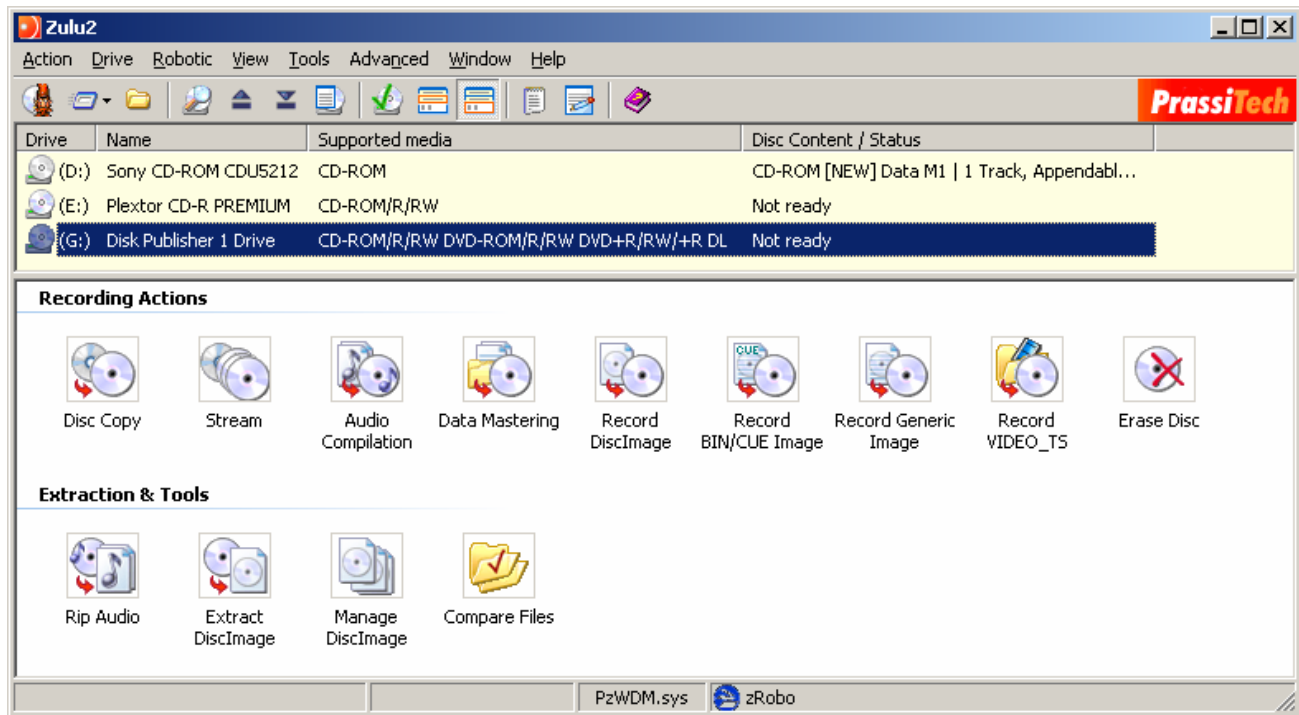 Zulu2
Action Drive Robotic View Tools Advanced Window Help
PrassiTech
Drive Name Supported media Disc Content / Status
(D:) Sony CD-ROM CDU5212 CD-ROM CD-ROM [NEW] Data M1 | 1 Track, Appendabl...
(E:) Plextor CD-R PREMIUM CD-ROM/R/RW Not ready
(G:) Disk Publisher 1 Drive CD-ROM/R/RW DVD-ROM/R/RW DVD+R/RW/+R DL Not ready
Recording Actions
CUE
Disc Copy Stream Audio Data Mastering Record Record Record Generic Record Erase Disc
Compilation DiscImage BIN/CUE Image Image VIDEO_TS
Extraction & Tools
Rip Audio Extract Manage Compare Files
DiscImage DiscImage
PzWDM.sys zRobo